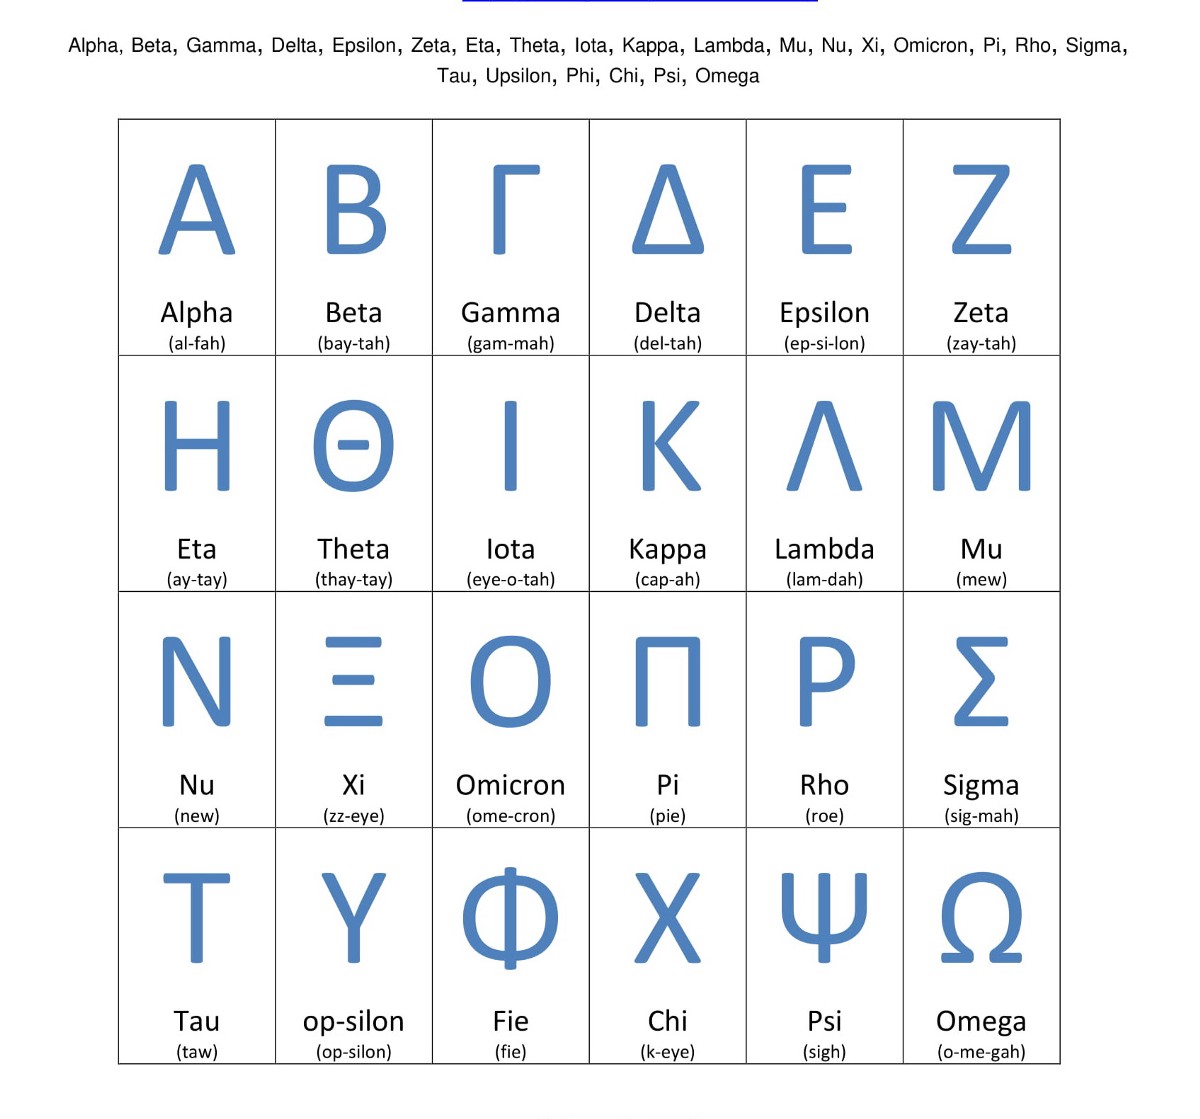 Alpha, Beta, Gamma, Delta, Epsilon, Zeta, Eta, Theta, Iota, Kappa, Lambda, Mu, Nu, Xi, Omicron, Pi, Rho, Sigma,
Tau, Upsilon, Phi, Chi, Psi, Omega
Α Β Γ Δ Ε Ζ
Alpha Beta Gamma Delta Epsilon Zeta
(al-fah) (bay-tah) (gam-mah) (del-tah) (ep-si-lon) (zay-tah)
Η Θ Ι Κ Λ Μ
Eta Theta Iota Kappa Lambda Mu
(ay-tay) (thay-tay) (eye-o-tah) (cap-ah) (lam-dah) (mew)
Ν Ξ Ο Π Ρ Σ
Nu Xi Omicron Pi Rho Sigma
(new) (zz-eye) (ome-cron) (pie) (roe) (sig-mah)
Τ Υ Φ Χ Ψ Ω
Tau op-silon Fie Chi Psi Omega
(taw) (op-silon) (fie) (k-eye) (sigh) (o-me-gah)